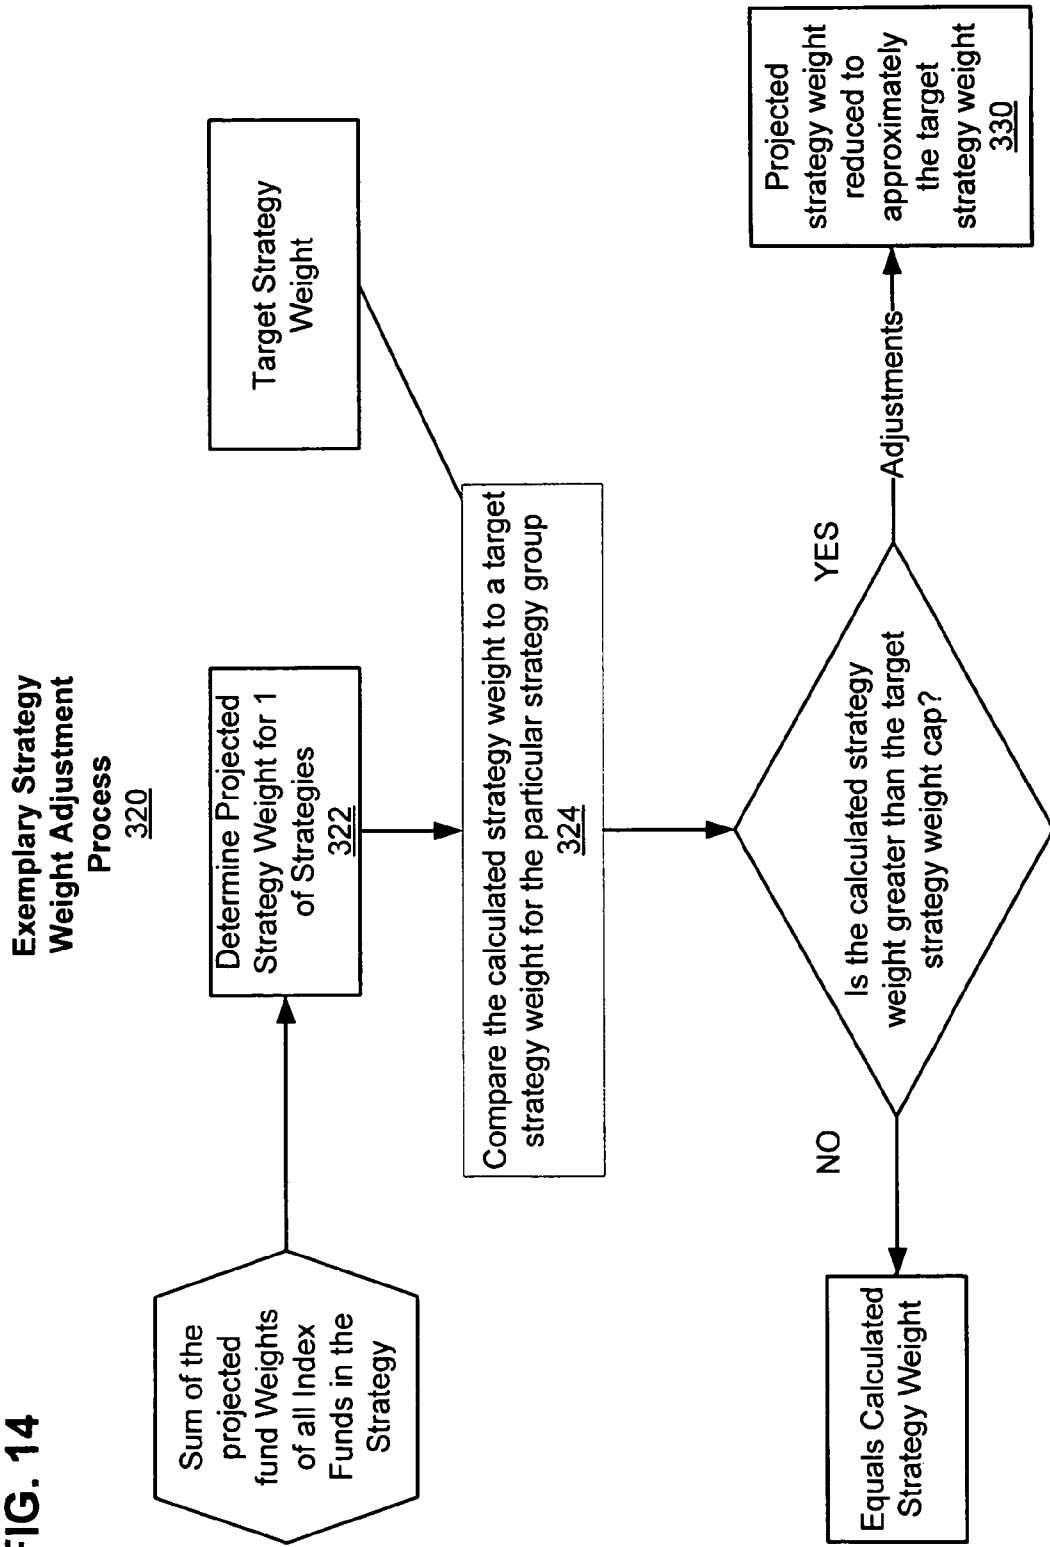 FIG. 14
Exemplary Strategy
Weight Adjustment
Process
320
Sum of the
projected
fund Weights
of all Index
Funds in the
Strategy
Determine Projected
Strategy Weight for 1
of Strategies
322
Target Strategy
Weight
Compare the calculated strategy weight to a target
strategy weight for the particular strategy group
324
Is the calculated strategy
weight greater than the target
strategy weight cap?
NO
YES
Equals Calculated
Strategy Weight
Adjustments
Projected
strategy weight
reduced to
approximately
the target
strategy weight
330